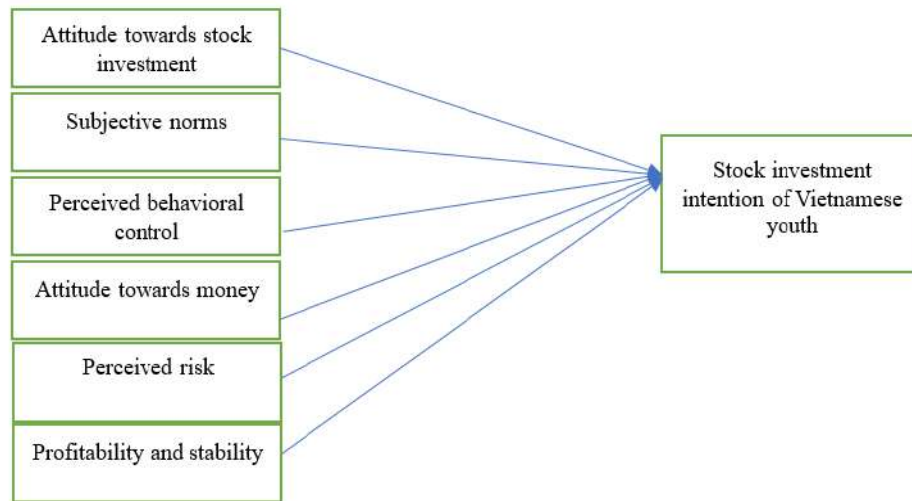 Attitude towards stock
investment
Subjective norms
Perceived behavioral
control
Attitude towards money
Perceived risk
Profitability and stability
Stock investment
intention of Vietnamese
youth